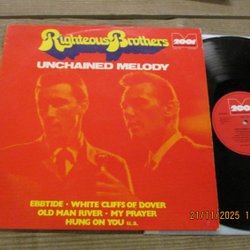 Righteous Brothers
UNCHAINED MELODY
2001
EBBTIDE · WHITE CLIFFS OF DOVER
OLD MAN RIVER · MY PRAYER
HUNG ON YOU u.a.
2001
21/11/2025 10: